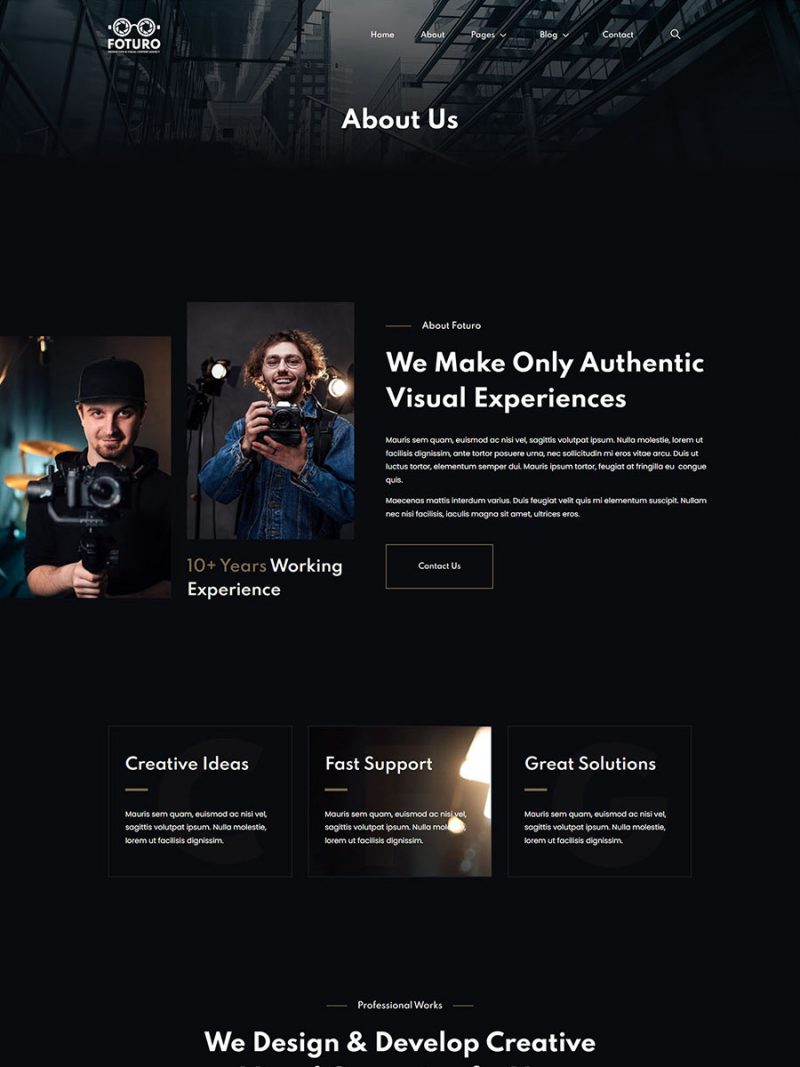 FOTURO
Home About Pages Blog Contact
About Us
About Foturo
We Make Only Authentic
Visual Experiences
Mauris sem quam, euismod ac nisi vel, sagittis volutpat ipsum. Nulla molestie, lorem ut
facilisis dignissim, ante tortor posuere urna, nec sollicitudin mi eros vitae arcu. Duis ut
luctus tortor, elementum semper dui. Mauris ipsum tortor, feugiat at fringilla eu congue
quis.
Maecenas mattis interdum varius. Duis feugiat velit quis mi elementum suscipit. Nullam
nec nisi facilisis, iaculis magna sit amet, ultrices eros.
Contact Us
10+ Years Working
Experience
Creative Ideas
Mauris sem quam, euismod ac nisi vel,
sagittis volutpat ipsum. Nulla molestie,
lorem ut facilisis dignissim.
Fast Support
Mauris sem quam, euismod ac nisi vel,
sagittis volutpat ipsum. Nulla molestie,
lorem ut facilisis dignissim.
Great Solutions
Mauris sem quam, euismod ac nisi vel,
sagittis volutpat ipsum. Nulla molestie,
lorem ut facilisis dignissim.
Professional Works
We Design & Develop Creative